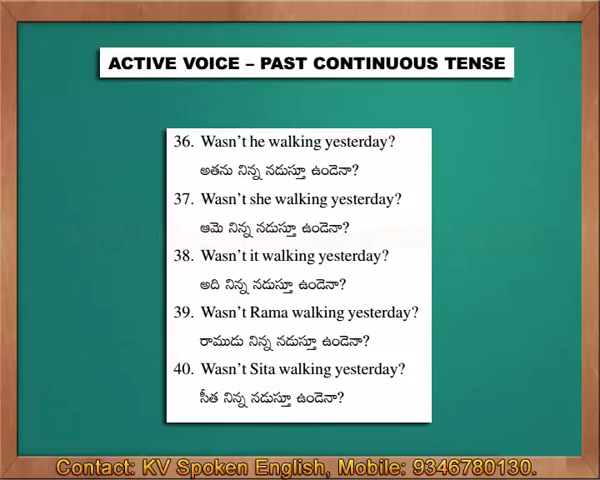 ACTIVE VOICE – PAST CONTINUOUS TENSE
36. Wasn't he walking yesterday?
అతను నిన్న నడుస్తూ ఉండెనా?
37. Wasn't she walking yesterday?
ఆమె నిన్న నడుస్తూ ఉండెనా?
38. Wasn't it walking yesterday?
అది నిన్న నడుస్తూ ఉండెనా?
39. Wasn't Rama walking yesterday?
రాముడు నిన్న నడుస్తూ ఉండెనా?
40. Wasn't Sita walking yesterday?
సీత నిన్న నడుస్తూ ఉండెనా?
Contact: KV Spoken English, Mobile: 9346780130.